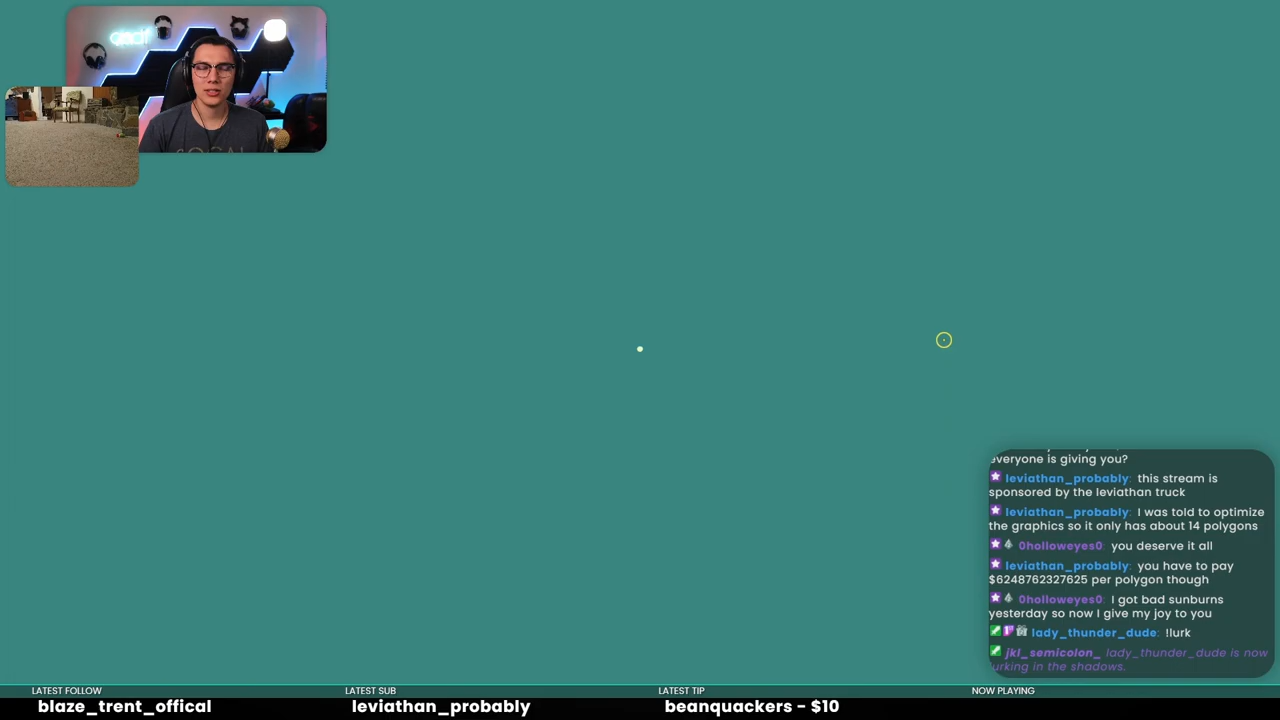 everyone is giving you?
leviathan_probably: this stream is
sponsored by the leviathan truck
leviathan_probably: I was told to optimize
the graphics so it only has about 14 polygons
0holloweyes0: you deserve it all
leviathan_probably: you have to pay
$6248762327625 per polygon though
0holloweyes0: I got bad sunburns
yesterday so now I give my joy to you
lady_thunder_dude: !lurk
jkl_semicolon_ lady_thunder_dude is now
lurking in the shadows.
LATEST FOLLOW
blaze_trent_offical
LATEST SUB
leviathan_probably
LATEST TIP
beanquackers - $10
NOW PLAYING